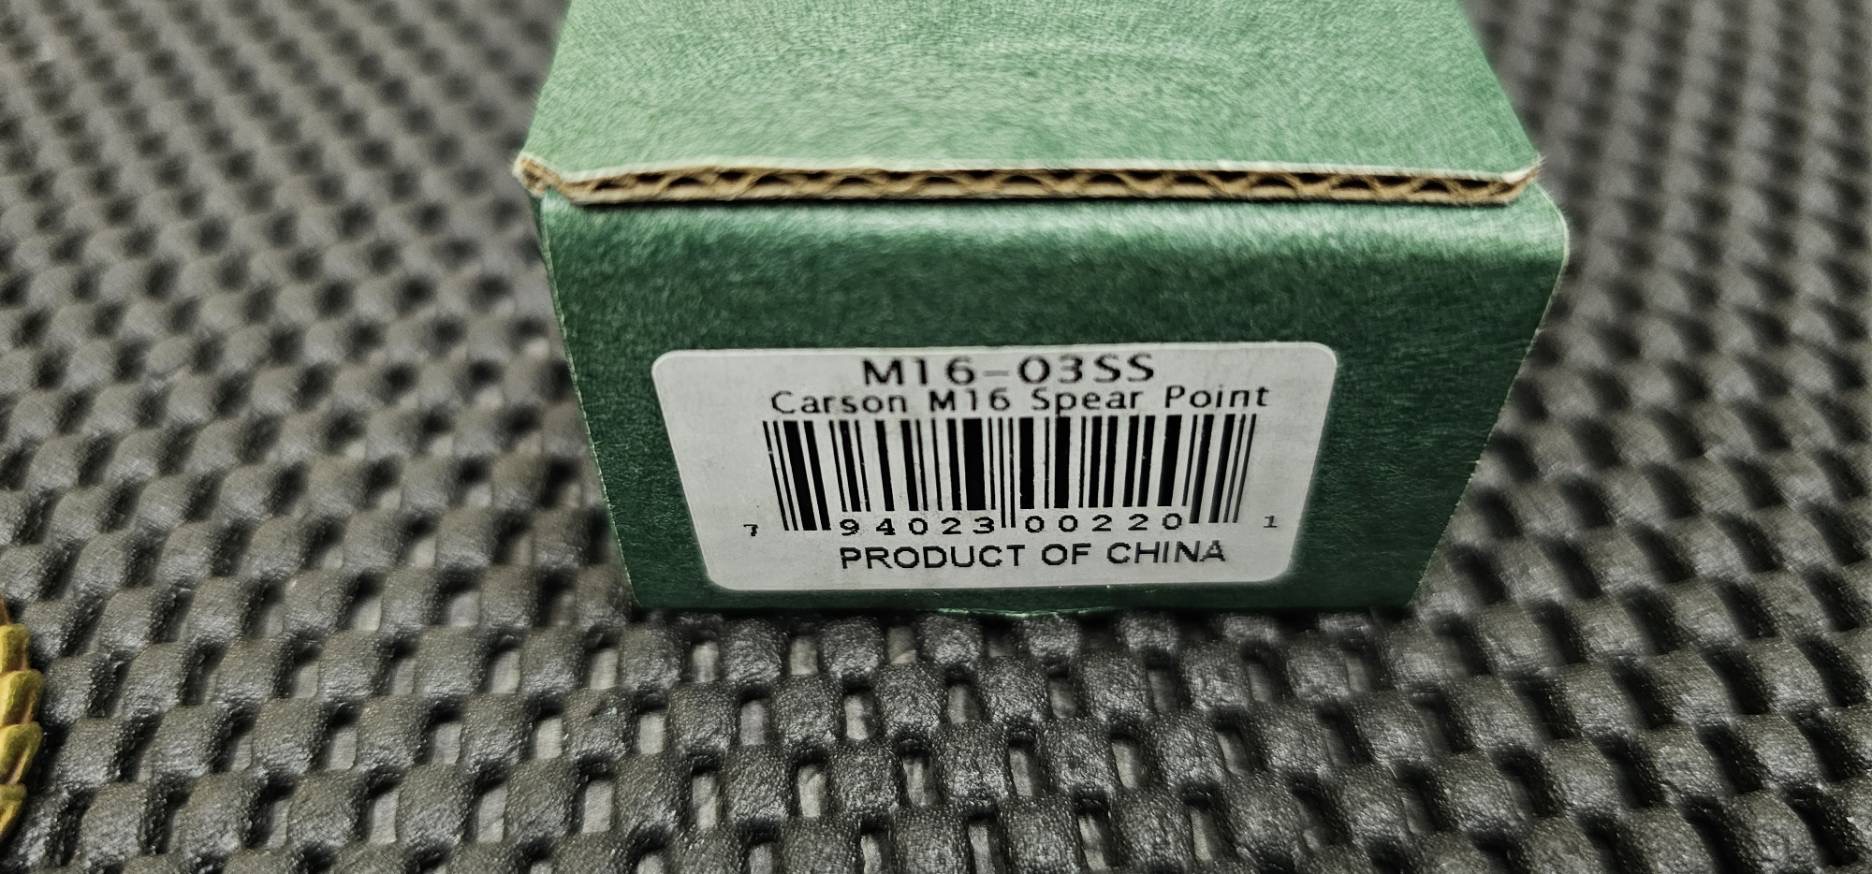 M16-03SS
Carson M16 Spear Point
7 94023 00220 1
PRODUCT OF CHINA